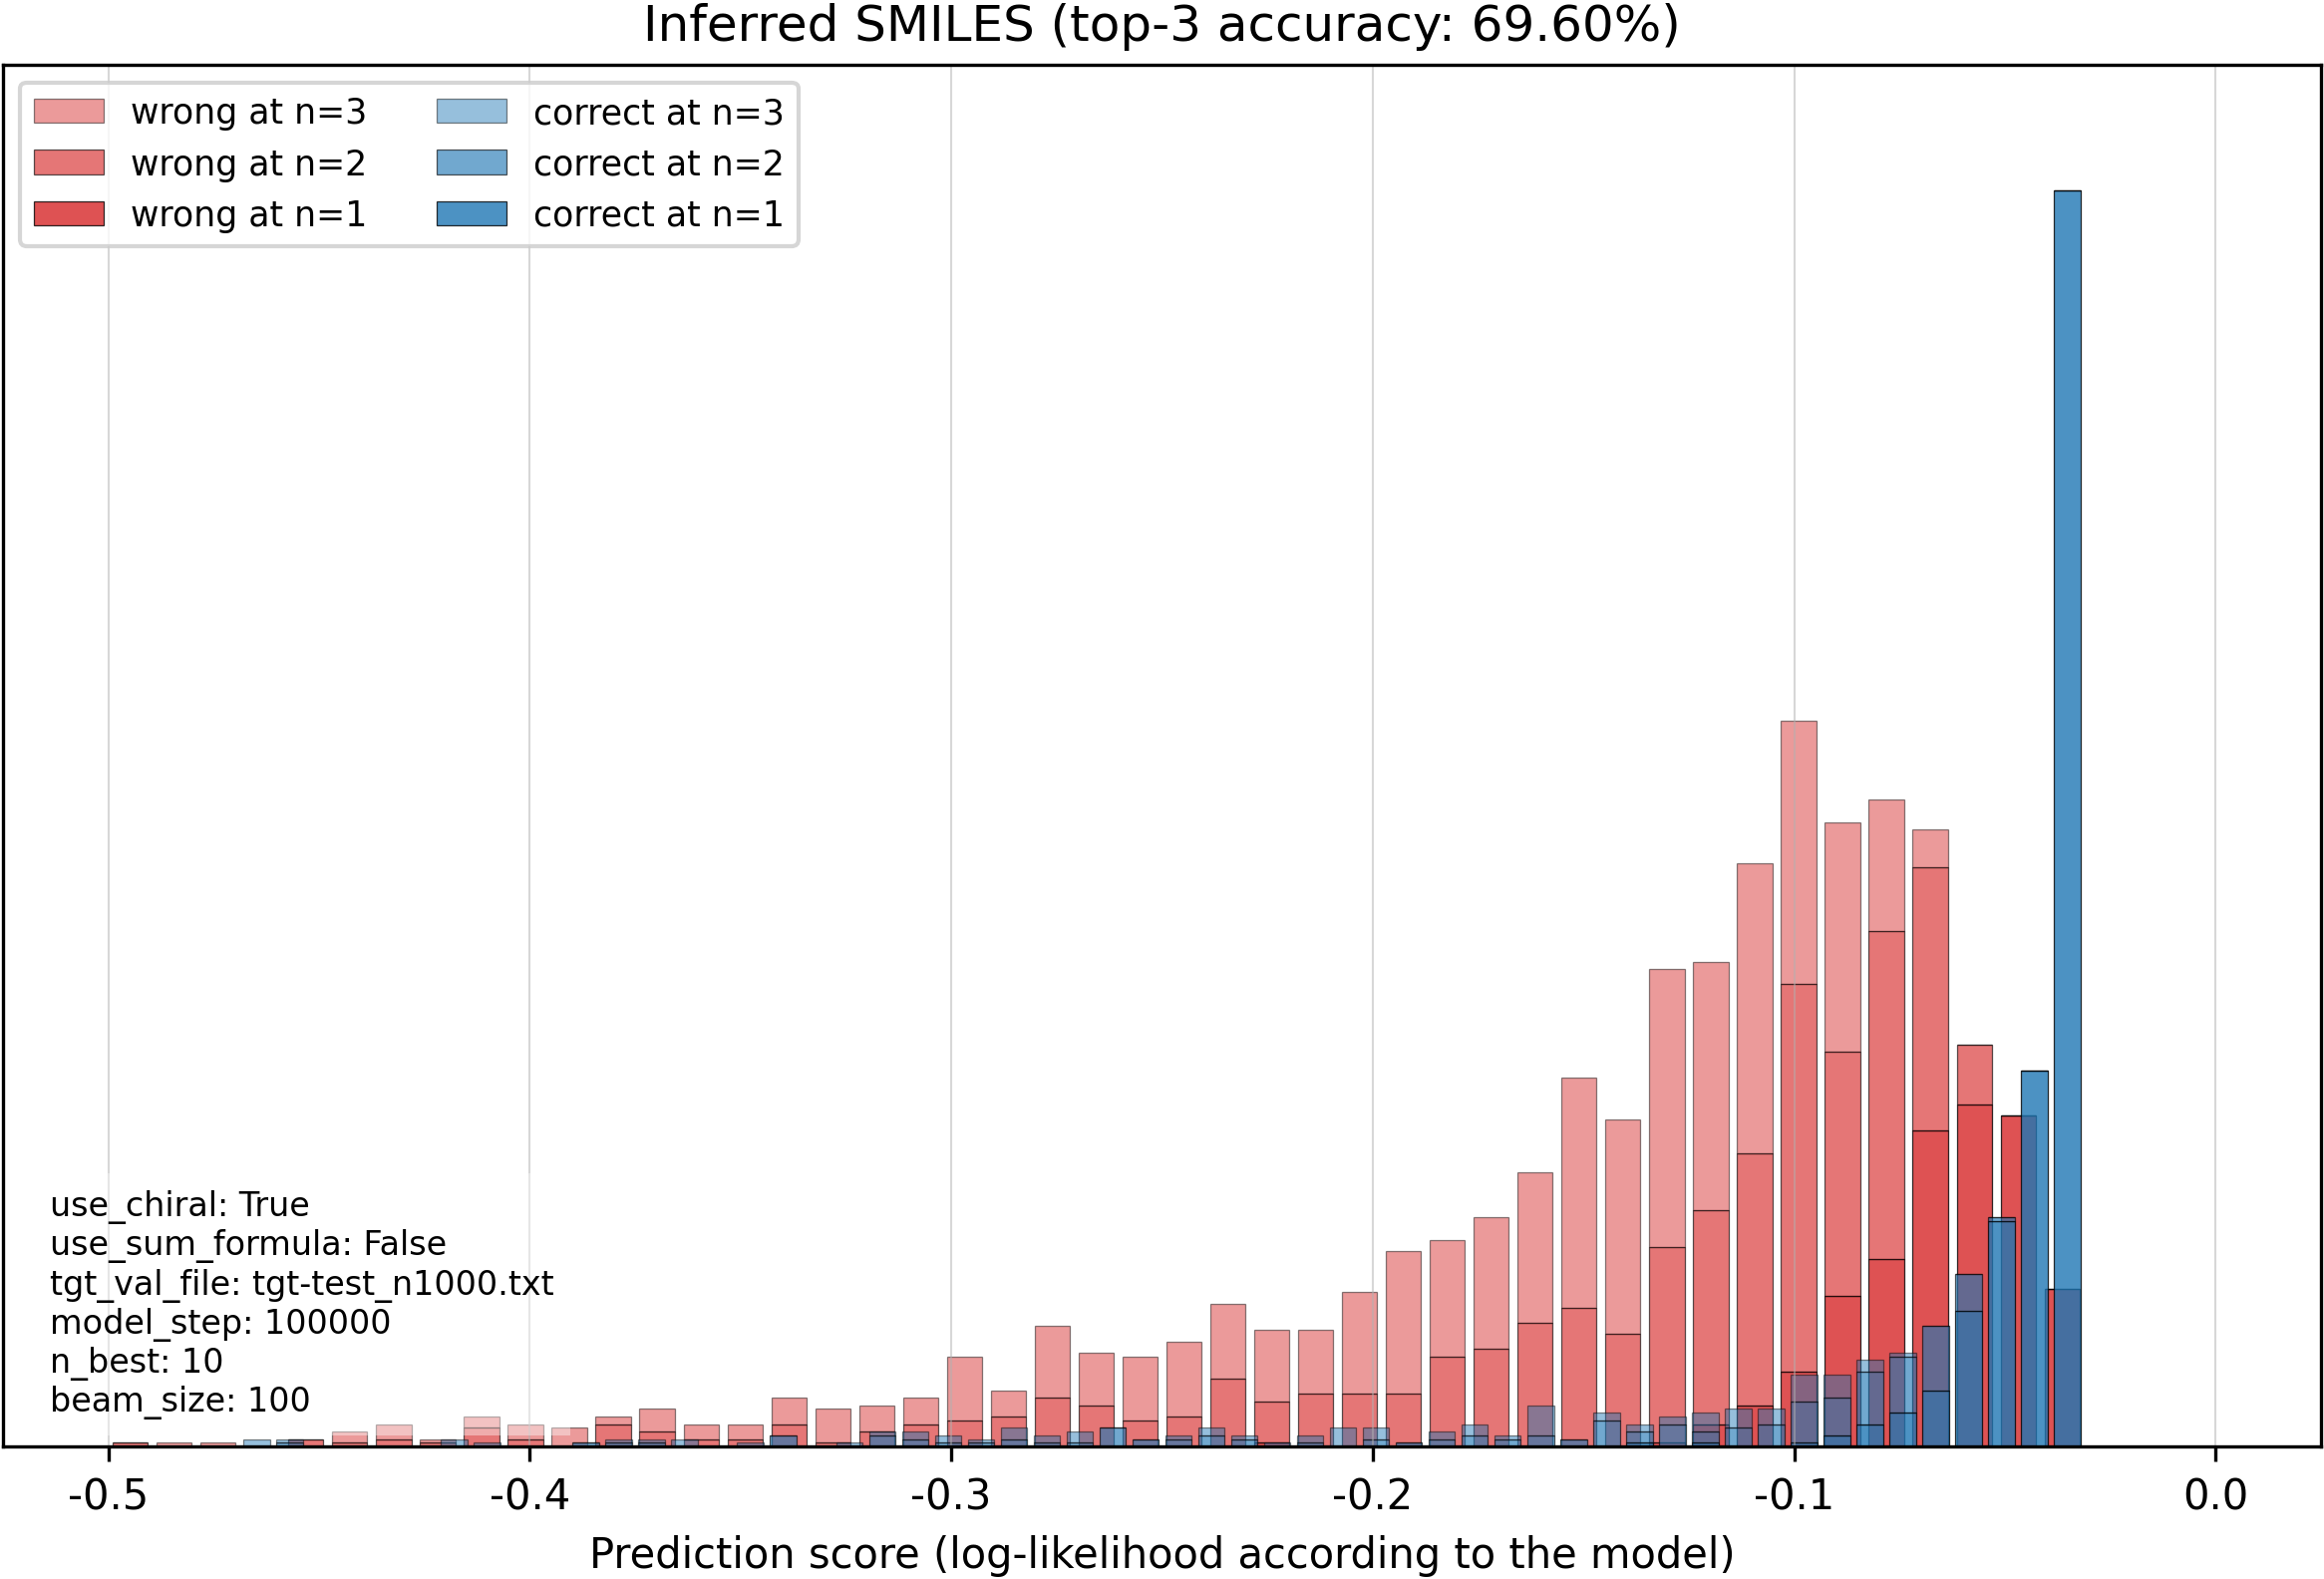 Inferred SMILES (top-3 accuracy: 69.60%)
wrong at n=3
wrong at n=2
wrong at n=1
correct at n=3
correct at n=2
correct at n=1
use_chiral: True
use_sum_formula: False
tgt_val_file: tgt-test_n1000.txt
model_step: 100000
n_best: 10
beam_size: 100
-0.5 -0.4 -0.3 -0.2 -0.1 0.0
Prediction score (log-likelihood according to the model)